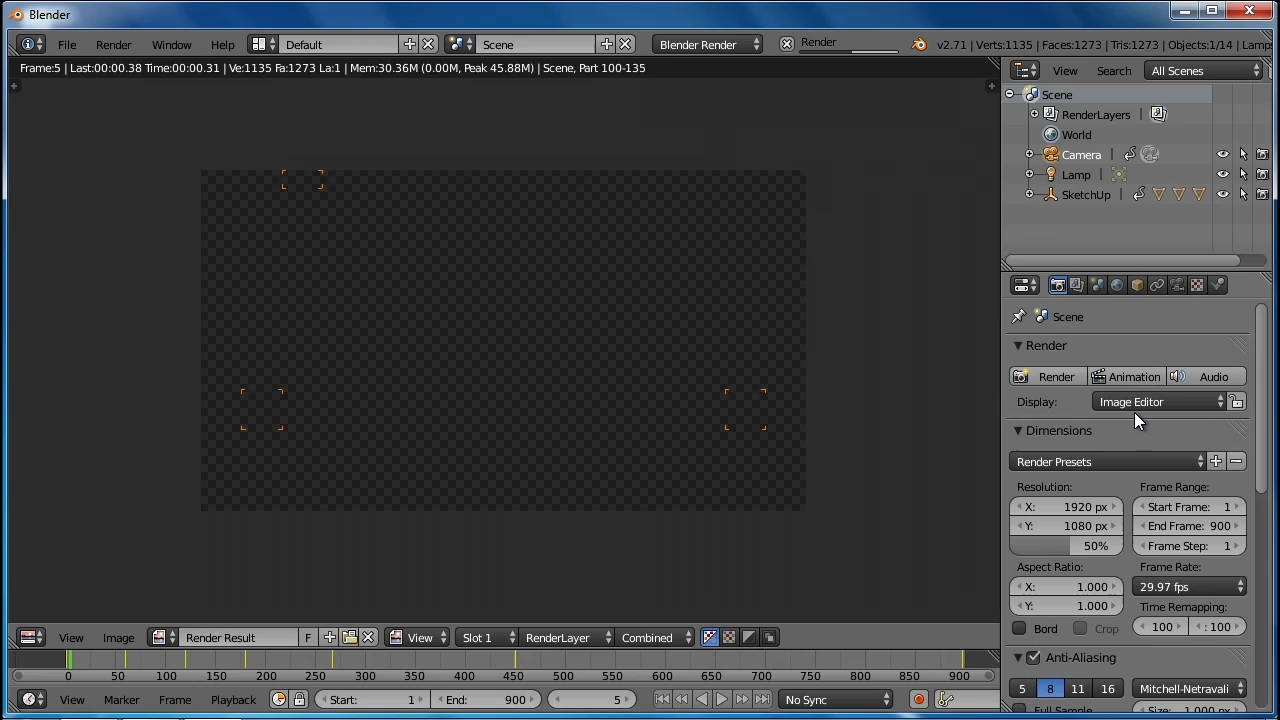 Blender
File Render Window Help Default Scene Blender Render Render v2.71 | Verts:1135 | Faces:1273 | Tris:1273 | Objects:1/14 | Lamps
Frame:5 | Last:00:00.38 Time:00:00.31 | Ve:1135 Fa:1273 La:1 | Mem:30.36M (0.00M, Peak 45.88M) | Scene, Part 100-135
View Search All Scenes
Scene
RenderLayers |
World
Camera |
Lamp |
SketchUp |
Scene
Render
Render Animation Audio
Display: Image Editor
Dimensions
Render Presets
Resolution: Frame Range:
X: 1920 px Start Frame: 1
Y: 1080 px End Frame: 900
50% Frame Step: 1
Aspect Ratio: Frame Rate:
X: 1.000 29.97 fps
Y: 1.000 Time Remapping:
Bord Crop 100 : 100
Anti-Aliasing
5 8 11 16 Mitchell-Netravali
Full Sample Size: 1.000 px
View Image Render Result F View Slot 1 RenderLayer Combined
0 50 100 150 200 250 300 350 400 450 500 550 600 650 700 750 800 850 900
View Marker Frame Playback Start: 1 End: 900 5 No Sync